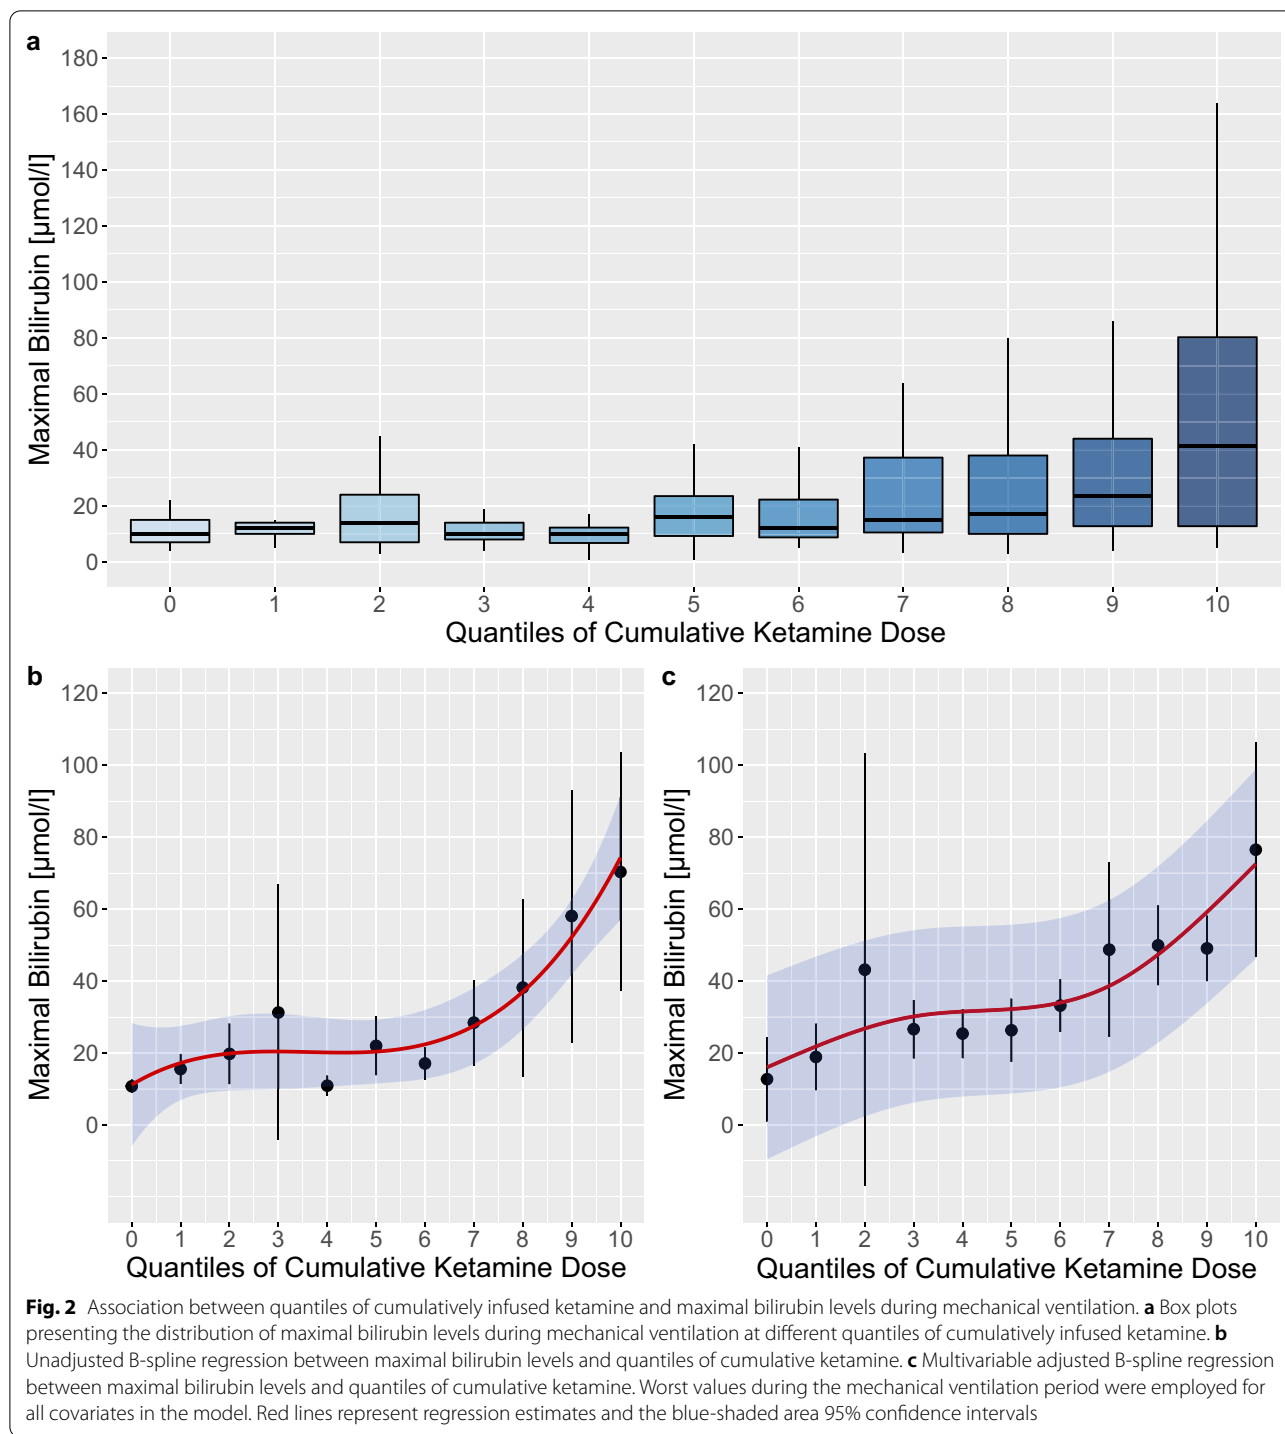 a
180
160
140
120
100
80
60
40
20
0
Maximal Bilirubin [µmol/l]
0 1 2 3 4 5 6 7 8 9 10
Quantiles of Cumulative Ketamine Dose
b
120
100
80
60
40
20
0
Maximal Bilirubin [µmol/l]
0 1 2 3 4 5 6 7 8 9 10
Quantiles of Cumulative Ketamine Dose
c
120
100
80
60
40
20
0
Maximal Bilirubin [µmol/l]
0 1 2 3 4 5 6 7 8 9 10
Quantiles of Cumulative Ketamine Dose
Fig. 2 Association between quantiles of cumulatively infused ketamine and maximal bilirubin levels during mechanical ventilation. a Box plots
presenting the distribution of maximal bilirubin levels during mechanical ventilation at different quantiles of cumulatively infused ketamine. b
Unadjusted B-spline regression between maximal bilirubin levels and quantiles of cumulative ketamine. c Multivariable adjusted B-spline regression
between maximal bilirubin levels and quantiles of cumulative ketamine. Worst values during the mechanical ventilation period were employed for
all covariates in the model. Red lines represent regression estimates and the blue-shaded area 95% confidence intervals